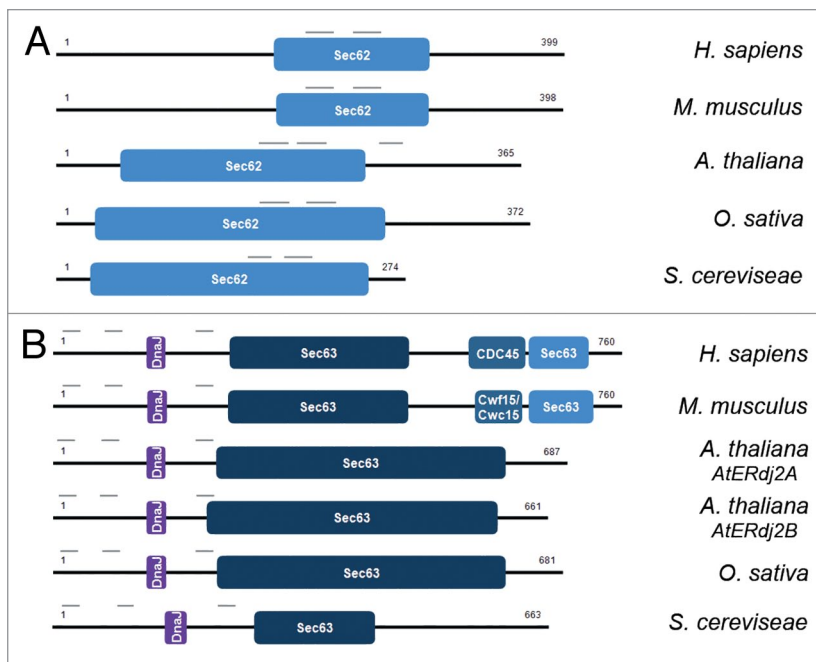 A
1
399
Sec62
H. sapiens
1
398
Sec62
M. musculus
1
365
Sec62
A. thaliana
1
372
Sec62
O. sativa
1
274
Sec62
S. cereviseae
B
1
DnaJ
Sec63
CDC45
Sec63
760
H. sapiens
1
DnaJ
Sec63
Cwf15/
Cwc15
Sec63
760
M. musculus
1
DnaJ
Sec63
687
A. thaliana
AtERdj2A
1
DnaJ
Sec63
661
A. thaliana
AtERdj2B
1
DnaJ
Sec63
681
O. sativa
1
DnaJ
Sec63
663
S. cereviseae